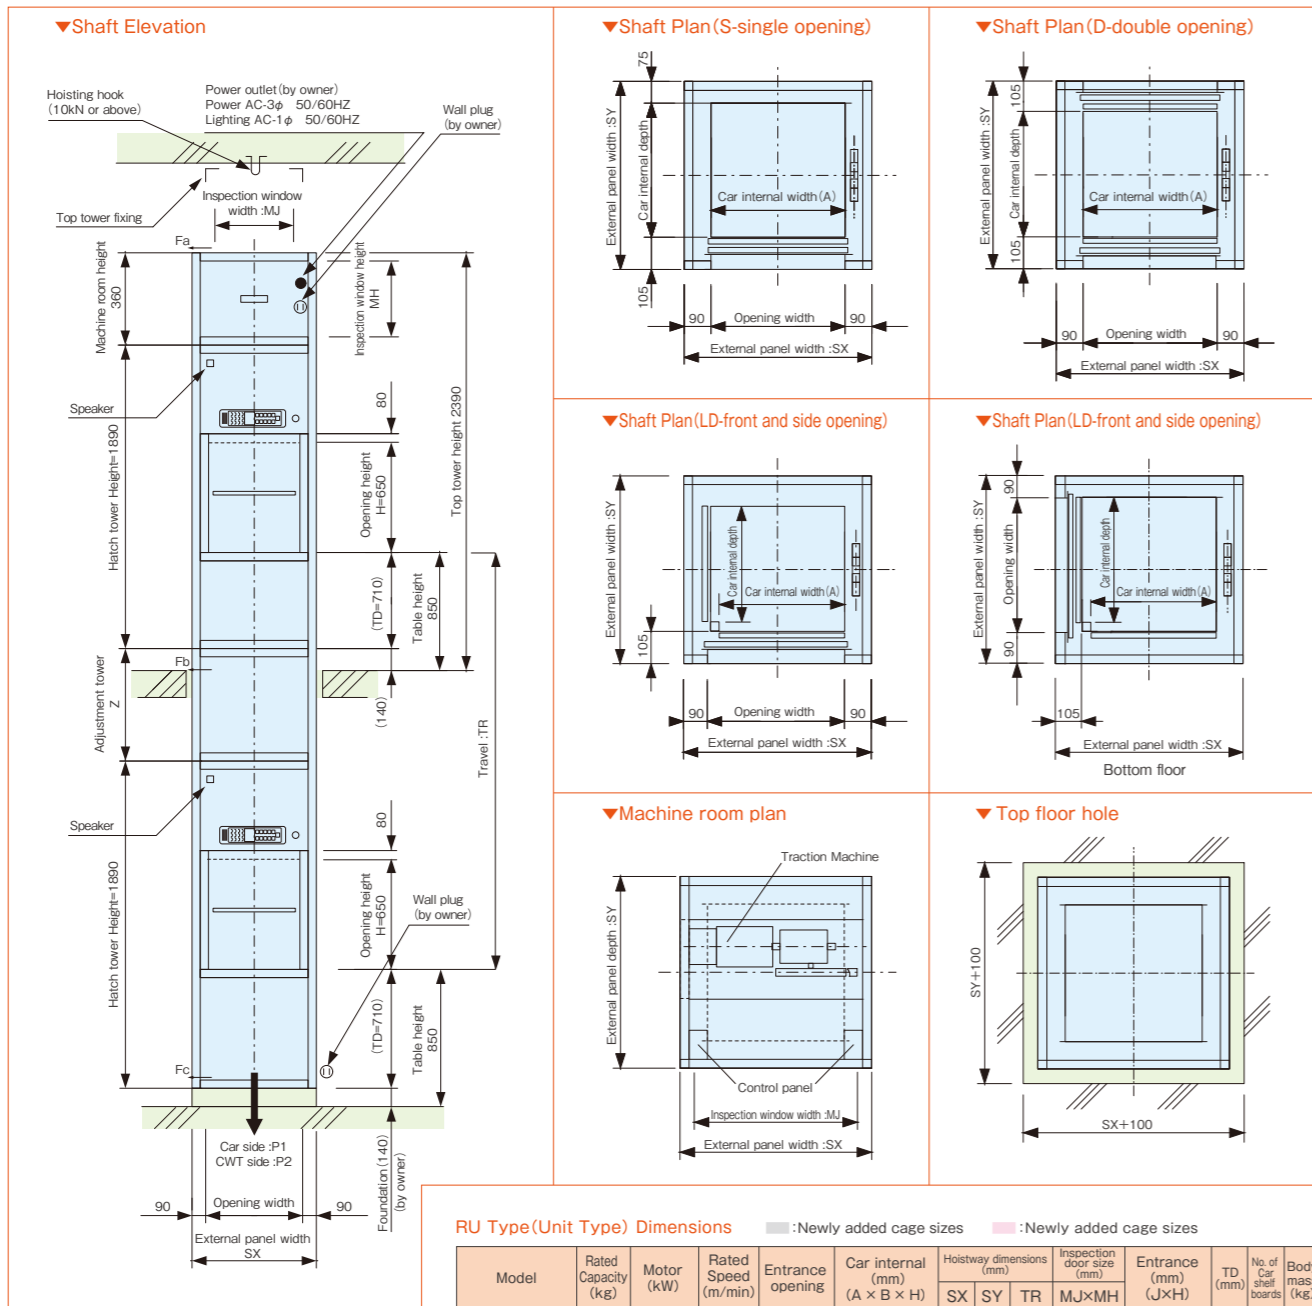 ▼Shaft Elevation
Hoisting hook
(10kN or above)
Power outlet(by owner)
Power AC-3φ 50/60HZ
Lighting AC-1φ 50/60HZ
Wall plug
(by owner)
Inspection window
width :MJ
Top tower fixing
Fa
Machine room height
360
Inspection window height
MH
Speaker
80
Hatch tower Height=1890
Opening height
H=650
Top tower height 2390
(TD=710)
Table height
850
Fb
(140)
Adjustment tower
Z
Travel :TR
Speaker
80
Hatch tower Height=1890
Opening height
H=650
Wall plug
(by owner)
(TD=710)
Table height
850
Fc
Car side :P1
CWT side :P2
Foundation(140)
(by owner)
90
Opening width
90
External panel width
SX
▼Shaft Plan(S-single opening)
75
External panel width :SY
Car internal depth
Car internal width(A)
105
90
Opening width
90
External panel width :SX
▼Shaft Plan(D-double opening)
105
External panel width :SY
Car internal depth
Car internal width(A)
105
90
Opening width
90
External panel width :SX
▼Shaft Plan(LD-front and side opening)
External panel width :SY
Car internal depth
Car internal width(A)
105
90
Opening width
90
External panel width :SX
▼Shaft Plan(LD-front and side opening)
90
External panel width :SY
Opening width
Car internal depth
Car internal width(A)
90
105
External panel width :SX
Bottom floor
▼Machine room plan
Traction Machine
External panel depth :SY
Control panel
Inspection window width :MJ
External panel width :SX
▼ Top floor hole
SY+100
SX+100
RU Type(Unit Type) Dimensions :Newly added cage sizes :Newly added cage sizes
Model
Rated
Capacity
(kg)
Motor
(kW)
Rated
Speed
(m/min)
Entrance
opening
Car internal
(mm)
(A × B × H)
Hoistway dimensions
(mm)
SX SY TR
Inspection
door size
(mm)
MJ×MH
Entrance
(mm)
(J×H)
TD
(mm)
No. of
Car
shelf
boards
Body
mass
(kg)